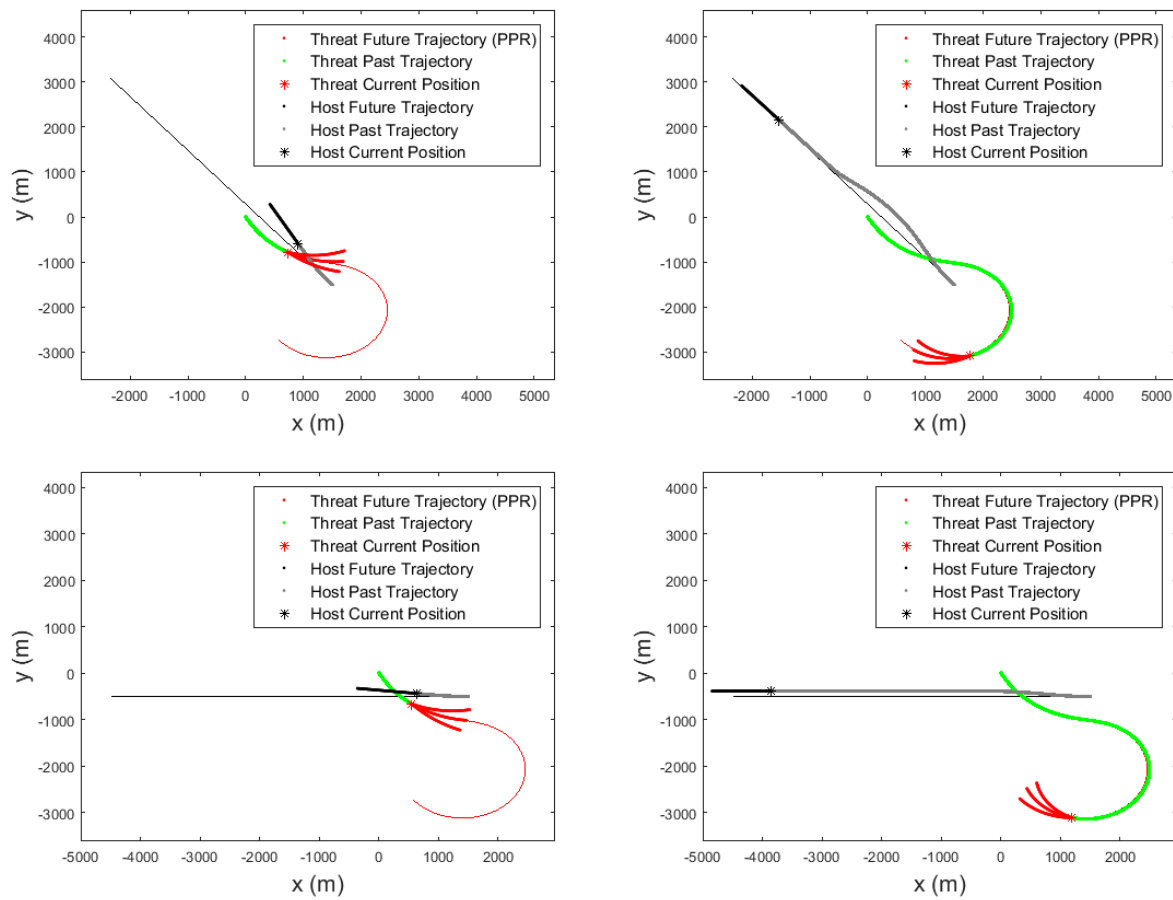 4000
3000
2000
1000
0
-1000
-2000
-3000
y (m)
-2000 -1000 0 1000 2000 3000 4000 5000
x (m)
Threat Future Trajectory (PPR)
Threat Past Trajectory
Threat Current Position
Host Future Trajectory
Host Past Trajectory
Host Current Position
4000
3000
2000
1000
0
-1000
-2000
-3000
y (m)
-2000 -1000 0 1000 2000 3000 4000 5000
x (m)
Threat Future Trajectory (PPR)
Threat Past Trajectory
Threat Current Position
Host Future Trajectory
Host Past Trajectory
Host Current Position
4000
3000
2000
1000
0
-1000
-2000
-3000
y (m)
-5000 -4000 -3000 -2000 -1000 0 1000 2000
x (m)
Threat Future Trajectory (PPR)
Threat Past Trajectory
Threat Current Position
Host Future Trajectory
Host Past Trajectory
Host Current Position
4000
3000
2000
1000
0
-1000
-2000
-3000
y (m)
-5000 -4000 -3000 -2000 -1000 0 1000 2000
x (m)
Threat Future Trajectory (PPR)
Threat Past Trajectory
Threat Current Position
Host Future Trajectory
Host Past Trajectory
Host Current Position